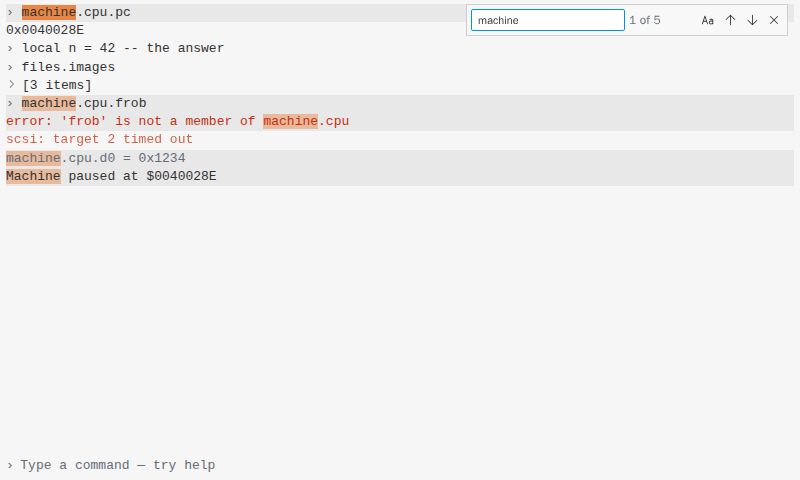 › machine.cpu.pc
machine
1 of 5
Aa
0x0040028E
› local n = 42 -- the answer
› files.images
[3 items]
› machine.cpu.frob
error: 'frob' is not a member of machine.cpu
scsi: target 2 timed out
machine.cpu.d0 = 0x1234
Machine paused at $0040028E
› Type a command — try help